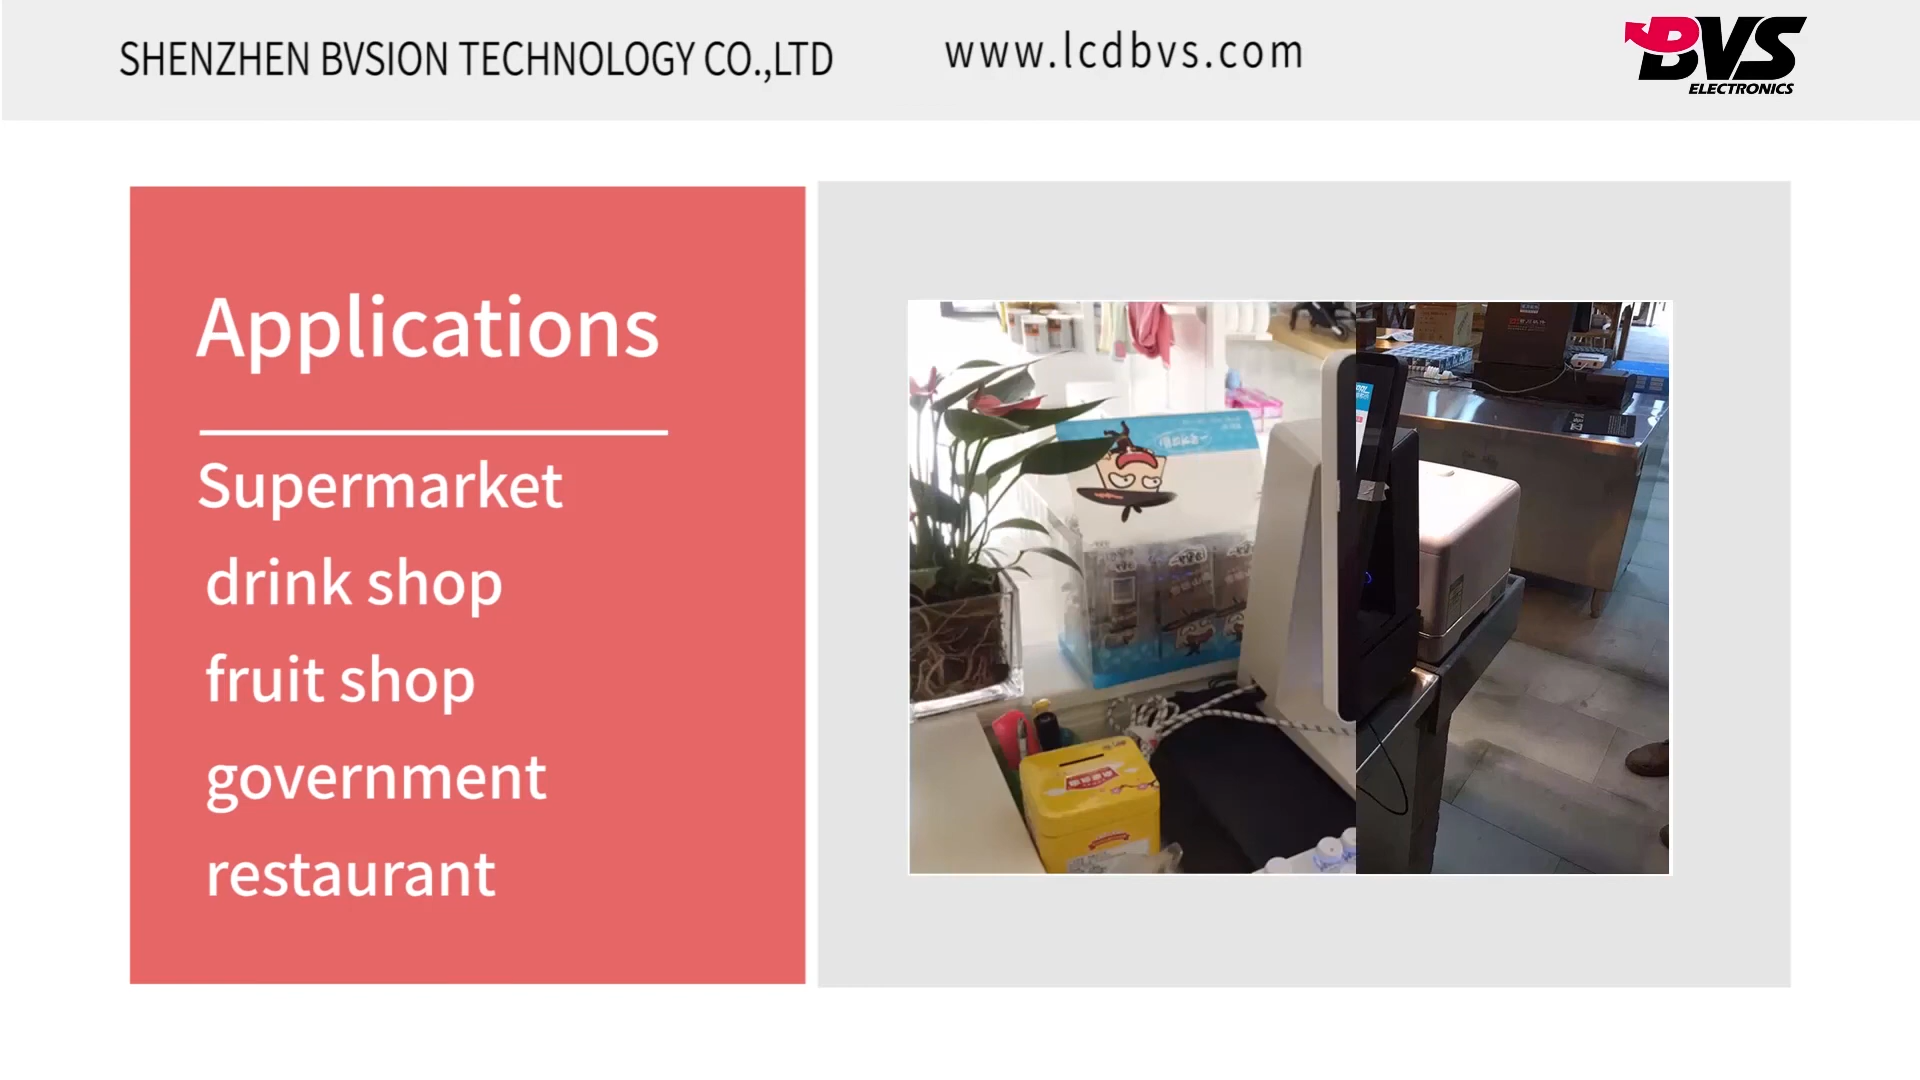 SHENZHEN BVSION TECHNOLOGY CO.,LTD
www.lcdbvs.com
BVS
ELECTRONICS
Applications
Supermarket
drink shop
fruit shop
government
restaurant